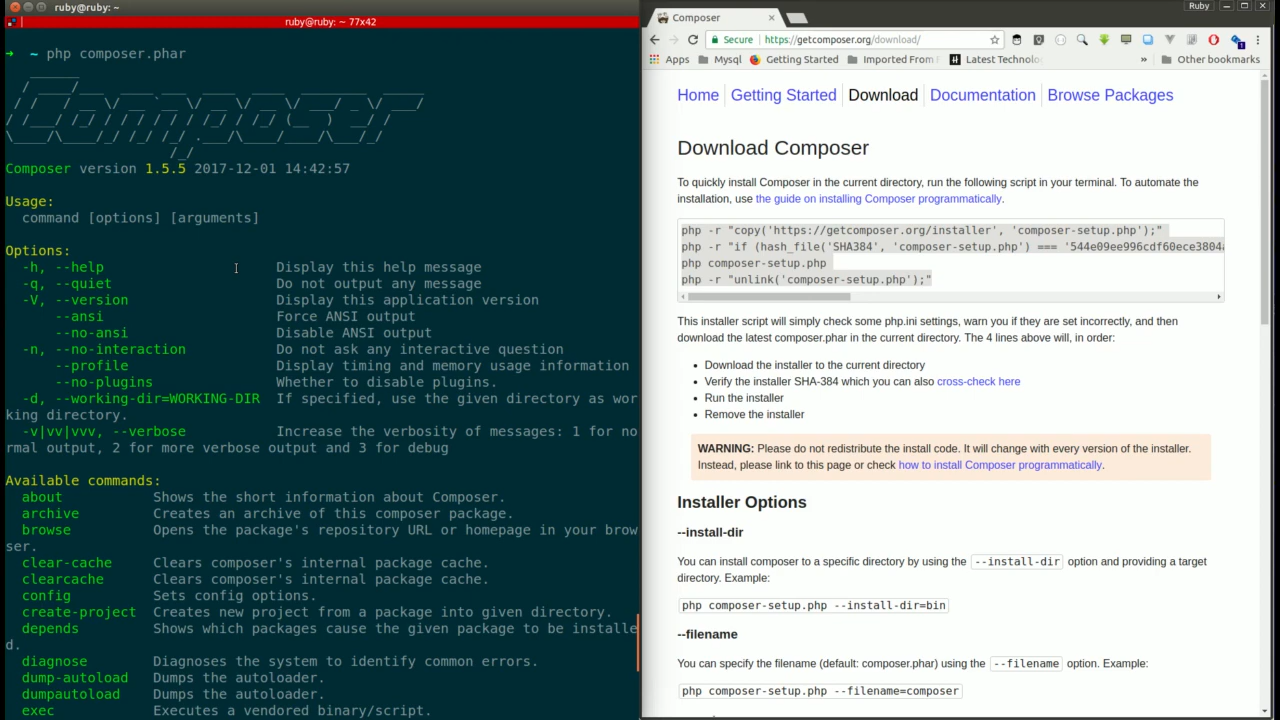 ruby@ruby: ~
ruby@ruby: ~ 77x42
➜ ~ php composer.phar
Composer
Composer version 1.5.5 2017-12-01 14:42:57
Usage:
command [options] [arguments]
Options:
-h, --help Display this help message
-q, --quiet Do not output any message
-V, --version Display this application version
--ansi Force ANSI output
--no-ansi Disable ANSI output
-n, --no-interaction Do not ask any interactive question
--profile Display timing and memory usage information
--no-plugins Whether to disable plugins.
-d, --working-dir=WORKING-DIR If specified, use the given directory as wor
king directory.
-v|vv|vvv, --verbose Increase the verbosity of messages: 1 for no
rmal output, 2 for more verbose output and 3 for debug
Available commands:
about Shows the short information about Composer.
archive Creates an archive of this composer package.
browse Opens the package's repository URL or homepage in your brow
ser.
clear-cache Clears composer's internal package cache.
clearcache Clears composer's internal package cache.
config Sets config options.
create-project Creates new project from a package into given directory.
depends Shows which packages cause the given package to be installe
d.
diagnose Diagnoses the system to identify common errors.
dump-autoload Dumps the autoloader.
dumpautoload Dumps the autoloader.
exec Executes a vendored binary/script.
Composer
Ruby
Secure https://getcomposer.org/download/
Apps Mysql Getting Started Imported From F Latest Technolo » Other bookmarks
Home Getting Started Download Documentation Browse Packages
Download Composer
To quickly install Composer in the current directory, run the following script in your terminal. To automate the
installation, use the guide on installing Composer programmatically.
php -r "copy('https://getcomposer.org/installer', 'composer-setup.php');"
php -r "if (hash_file('SHA384', 'composer-setup.php') === '544e09ee996cdf60ece3804a
php composer-setup.php
php -r "unlink('composer-setup.php');"
This installer script will simply check some php.ini settings, warn you if they are set incorrectly, and then
download the latest composer.phar in the current directory. The 4 lines above will, in order:
• Download the installer to the current directory
• Verify the installer SHA-384 which you can also cross-check here
• Run the installer
• Remove the installer
WARNING: Please do not redistribute the install code. It will change with every version of the installer.
Instead, please link to this page or check how to install Composer programmatically.
Installer Options
--install-dir
You can install composer to a specific directory by using the --install-dir option and providing a target
directory. Example:
php composer-setup.php --install-dir=bin
--filename
You can specify the filename (default: composer.phar) using the --filename option. Example:
php composer-setup.php --filename=composer